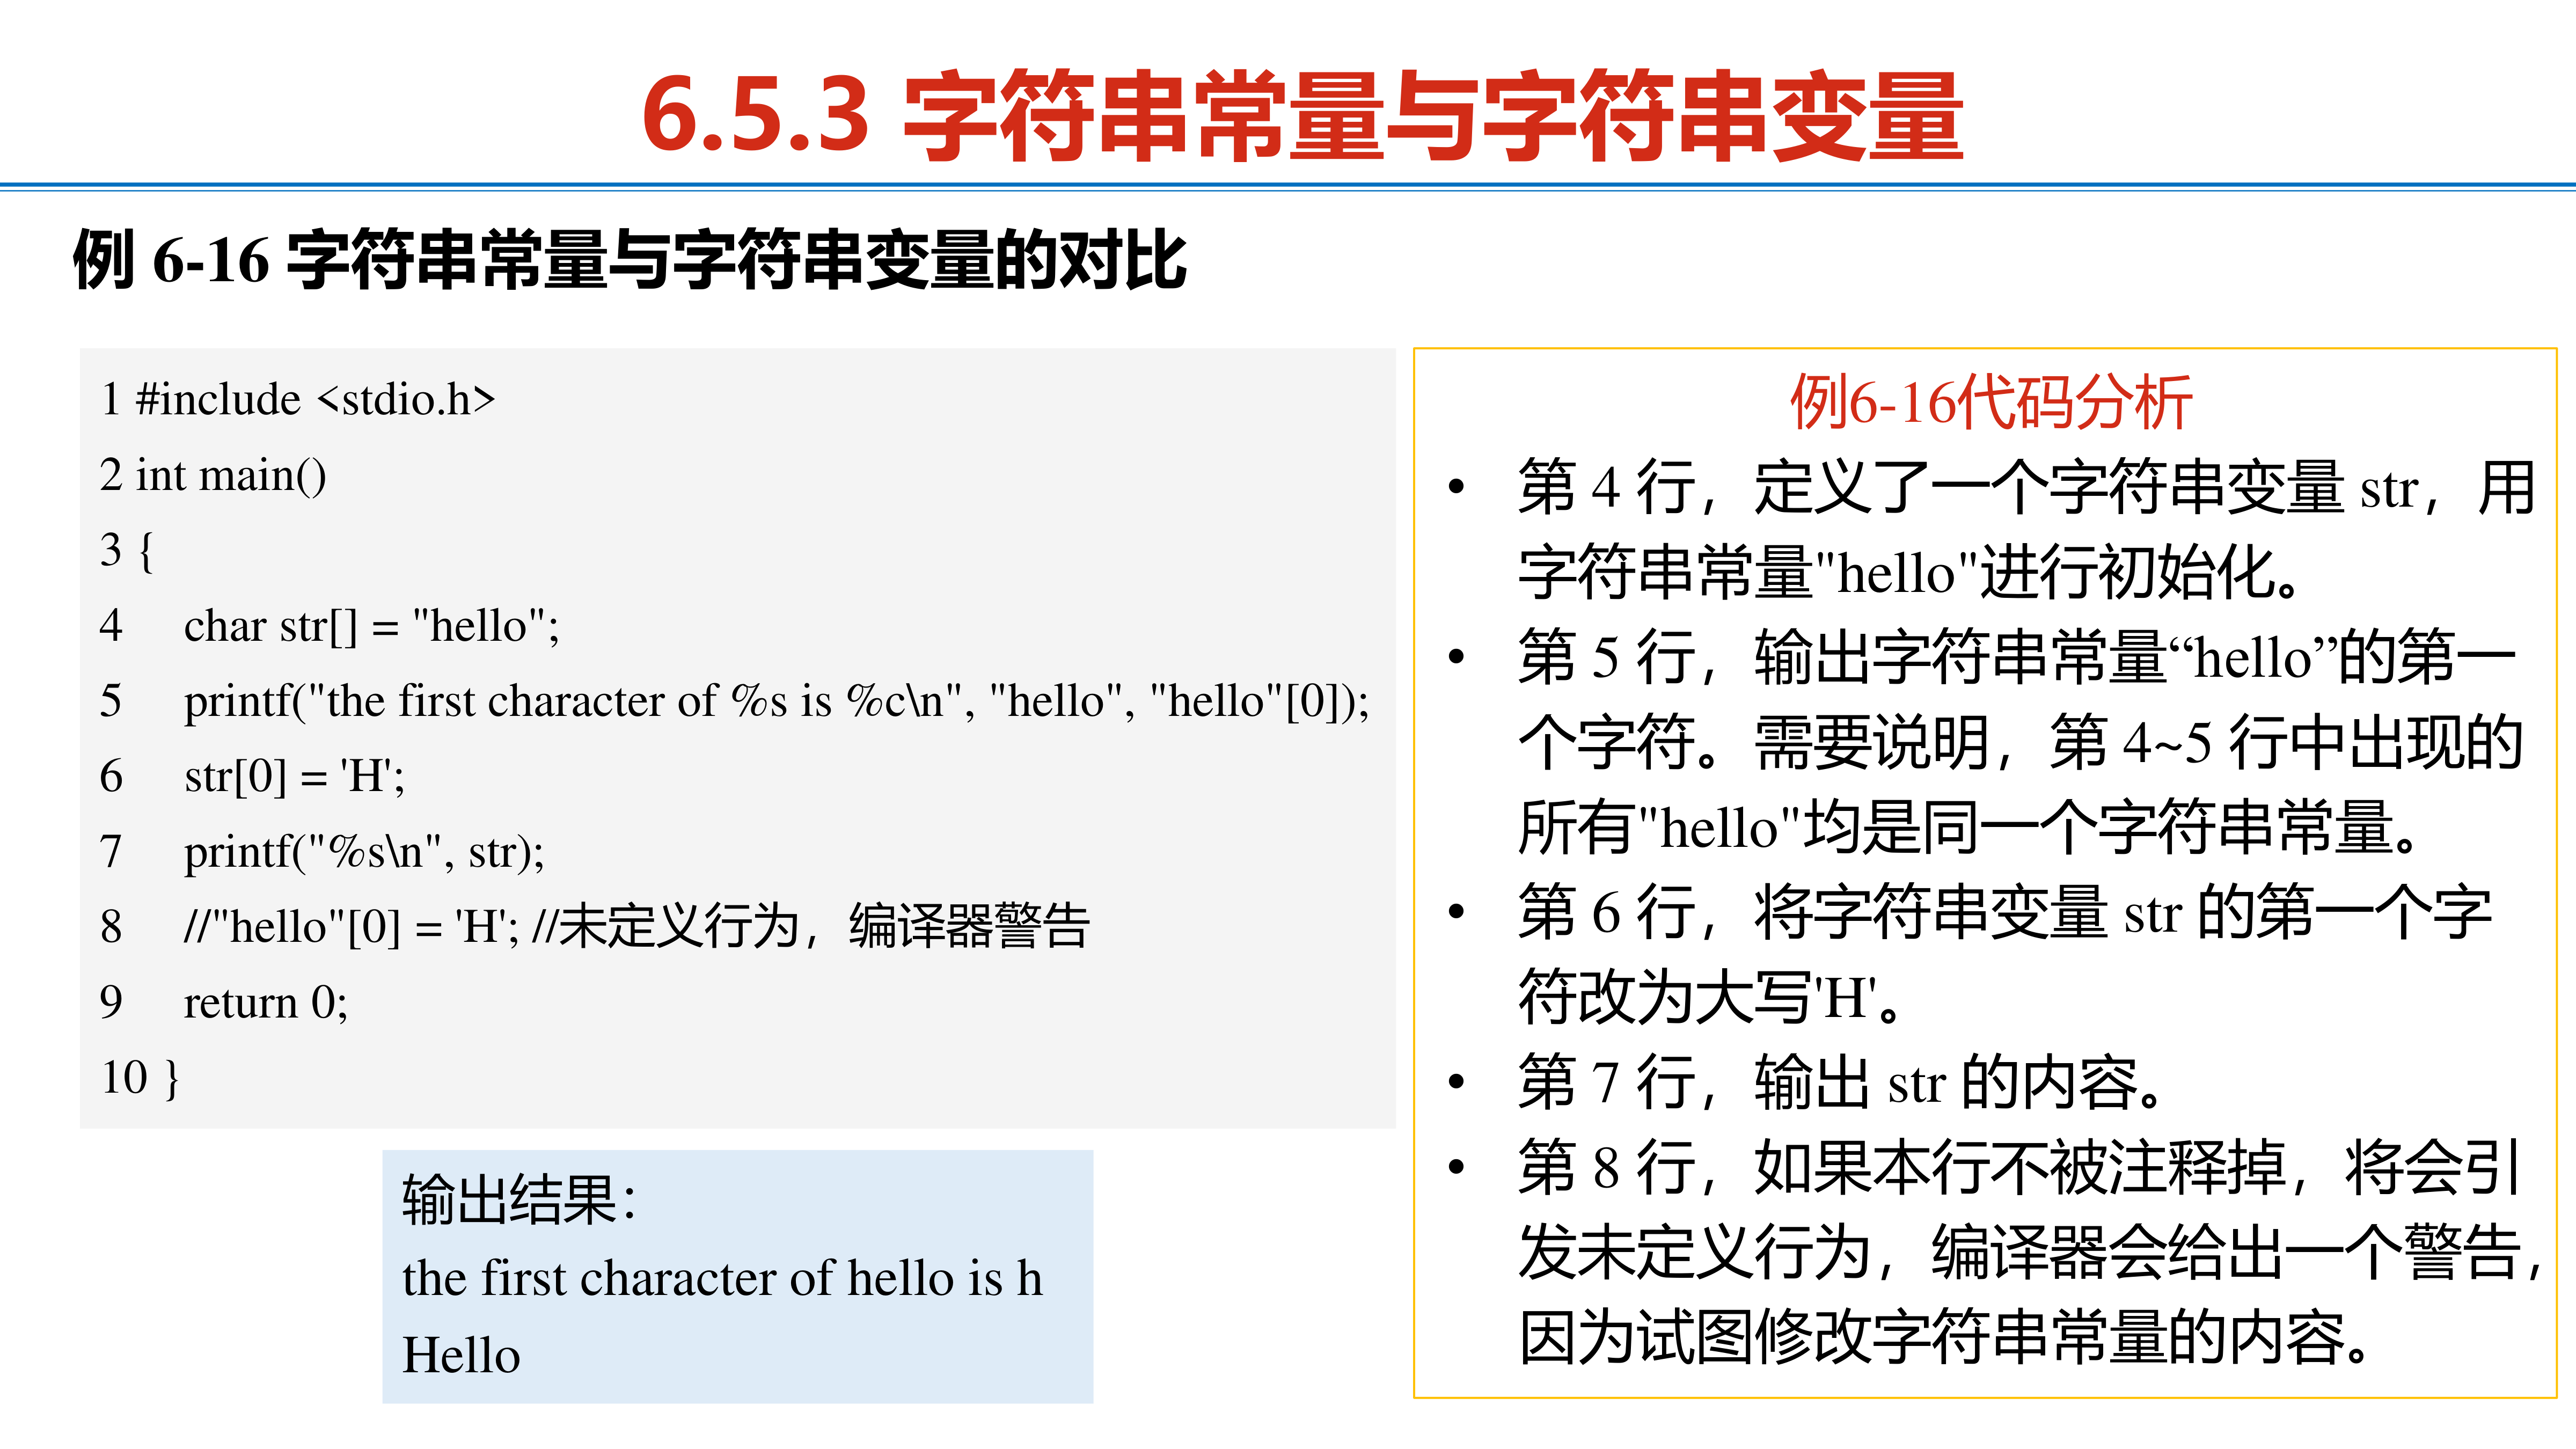 6.5.3 字符串常量与字符串变量
例 6-16 字符串常量与字符串变量的对比
1 #include <stdio.h>
2 int main()
3 {
4 char str[] = "hello";
5 printf("the first character of %s is %c\n", "hello", "hello"[0]);
6 str[0] = 'H';
7 printf("%s\n", str);
8 //"hello"[0] = 'H'; //未定义行为，编译器警告
9 return 0;
10 }
输出结果：
the first character of hello is h
Hello
例6-16代码分析
• 第 4 行，定义了一个字符串变量 str，用
字符串常量"hello"进行初始化。
• 第 5 行，输出字符串常量“hello”的第一
个字符。需要说明，第 4~5 行中出现的
所有"hello"均是同一个字符串常量。
• 第 6 行，将字符串变量 str 的第一个字
符改为大写'H'。
• 第 7 行，输出 str 的内容。
• 第 8 行，如果本行不被注释掉，将会引
发未定义行为，编译器会给出一个警告，
因为试图修改字符串常量的内容。